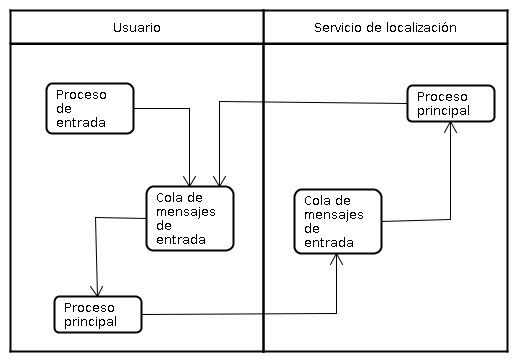 Usuario
Servicio de localización
Proceso
de
entrada
Proceso
principal
Cola de
mensajes
de
entrada
Cola de
mensajes
de
entrada
Proceso
principal